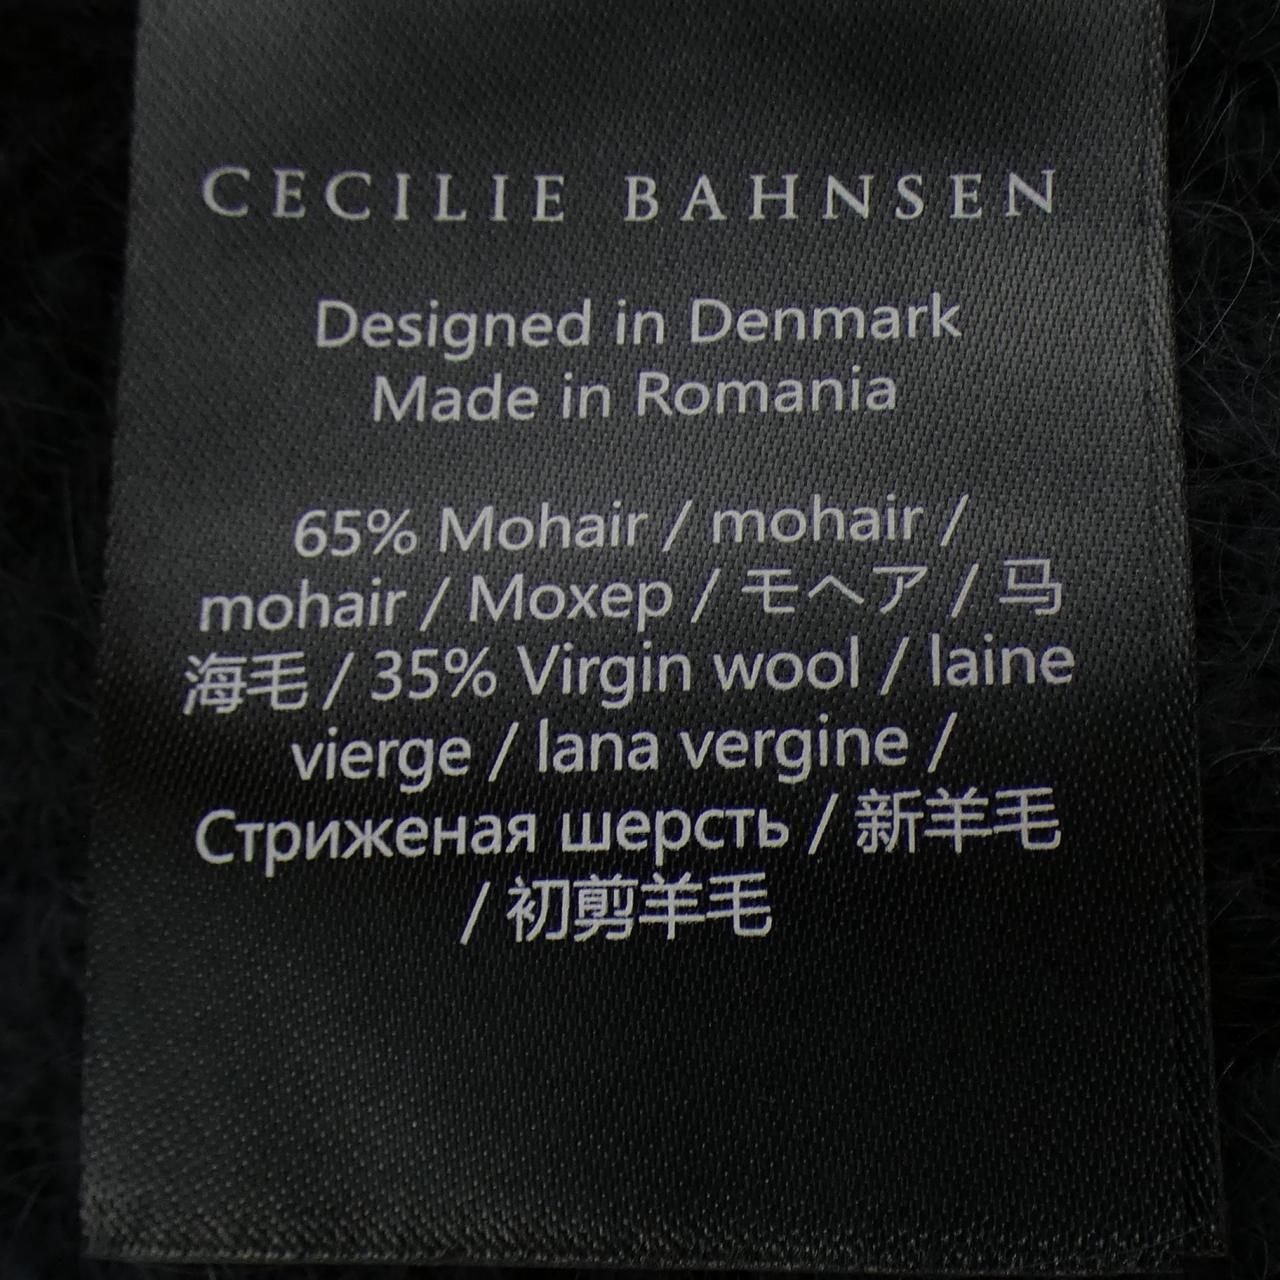 CECILIE BAHNSEN
Designed in Denmark
Made in Romania
65% Mohair / mohair /
mohair / Мохер / モヘア / 马
海毛 / 35% Virgin wool / laine
vierge / lana vergine /
Стриженая шерсть / 新羊毛
/ 初剪羊毛